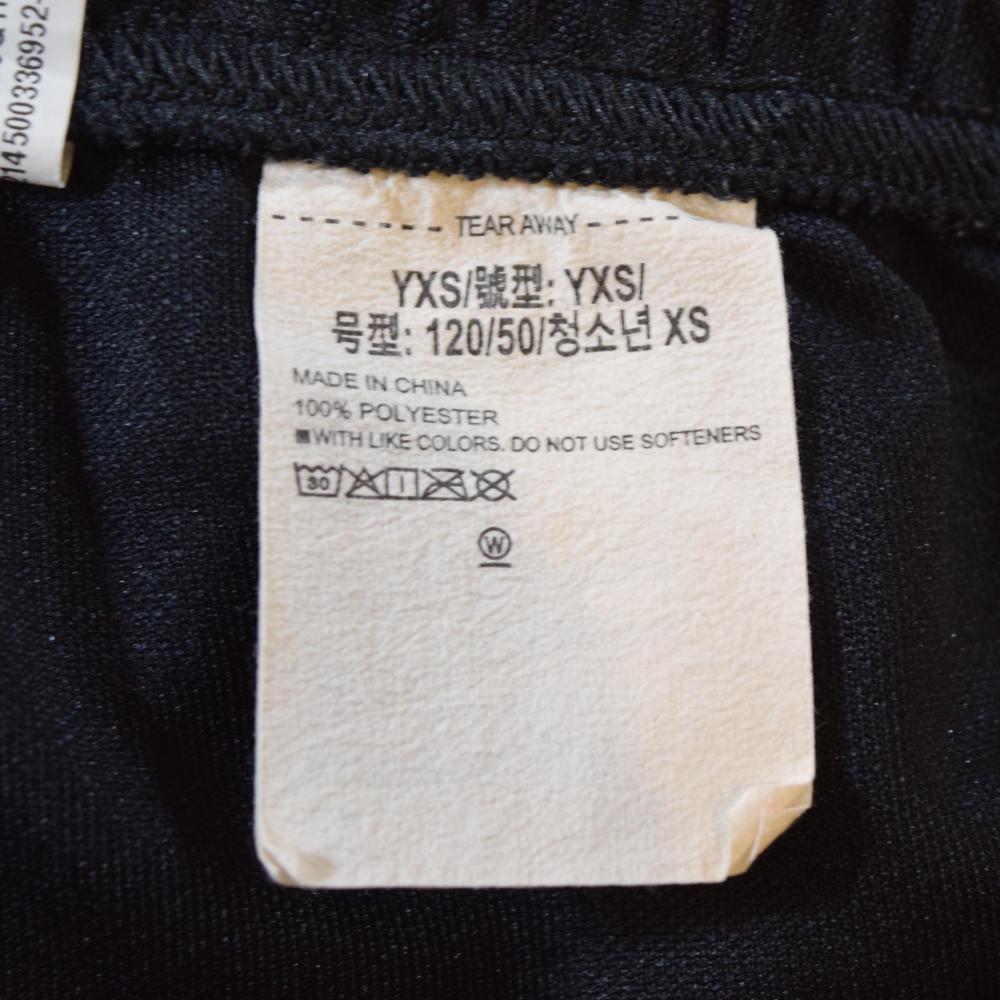 14500336952-
TEAR AWAY
YXS/號型: YXS/
号型: 120/50/청소년 XS
MADE IN CHINA
100% POLYESTER
WITH LIKE COLORS. DO NOT USE SOFTENERS
30
W